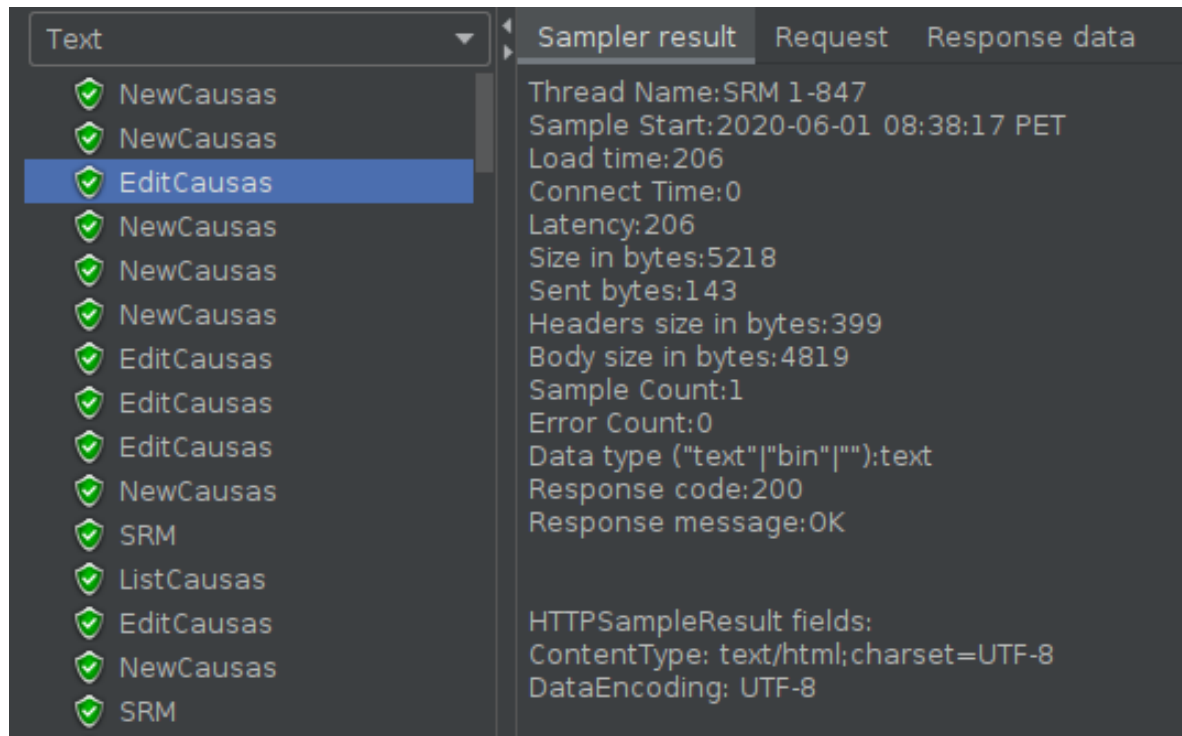 Text
NewCausas
NewCausas
EditCausas
NewCausas
NewCausas
NewCausas
EditCausas
EditCausas
EditCausas
NewCausas
SRM
ListCausas
EditCausas
NewCausas
SRM
Sampler result Request Response data
Thread Name:SRM 1-847
Sample Start:2020-06-01 08:38:17 PET
Load time:206
Connect Time:0
Latency:206
Size in bytes:5218
Sent bytes:143
Headers size in bytes:399
Body size in bytes:4819
Sample Count:1
Error Count:0
Data type ("text"|"bin"|""):text
Response code:200
Response message:OK
HTTPSampleResult fields:
ContentType: text/html;charset=UTF-8
DataEncoding: UTF-8